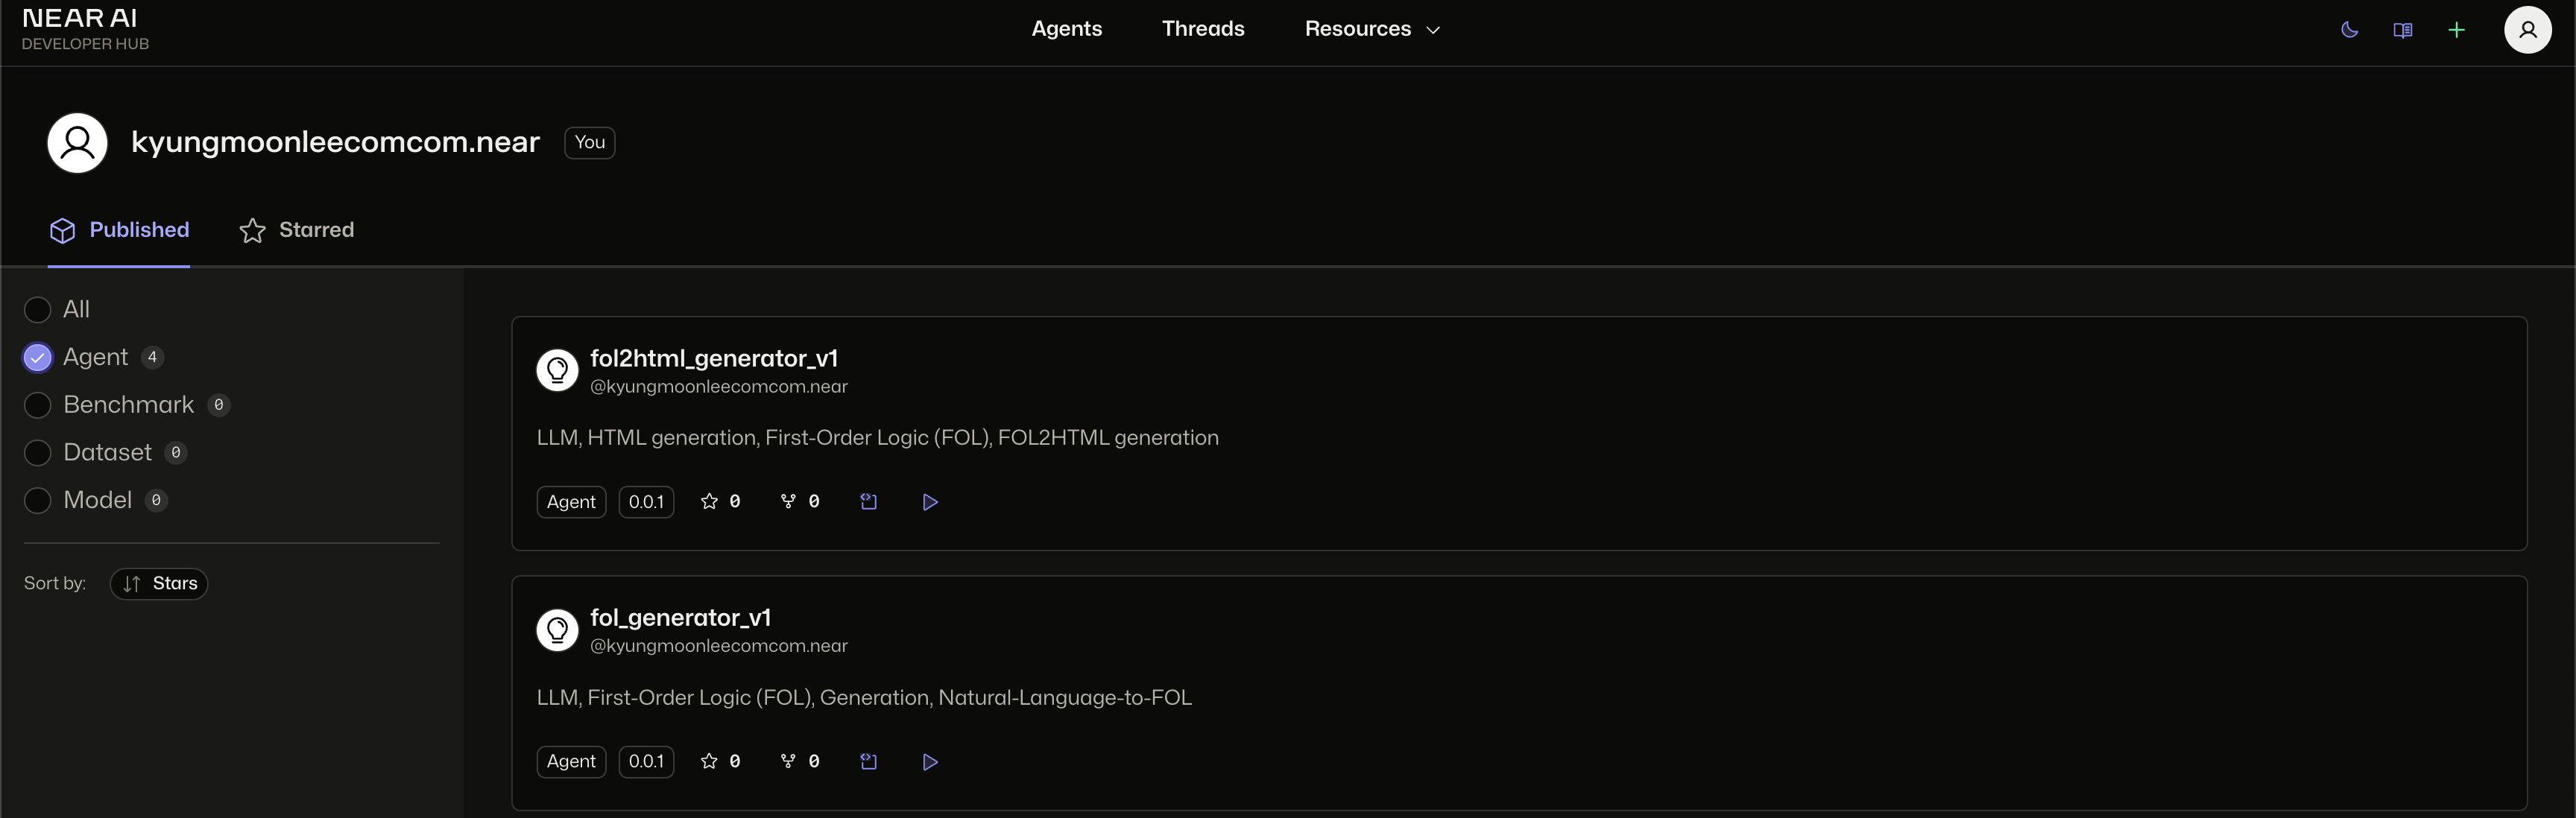 NEAR AI
DEVELOPER HUB
Agents
Threads
Resources
kyungmoonleecomcom.near
You
Published
Starred
All
Agent 4
Benchmark 0
Dataset 0
Model 0
Sort by: Stars
fol2html_generator_v1
@kyungmoonleecomcom.near
LLM, HTML generation, First-Order Logic (FOL), FOL2HTML generation
Agent 0.0.1 0 0
fol_generator_v1
@kyungmoonleecomcom.near
LLM, First-Order Logic (FOL), Generation, Natural-Language-to-FOL
Agent 0.0.1 0 0